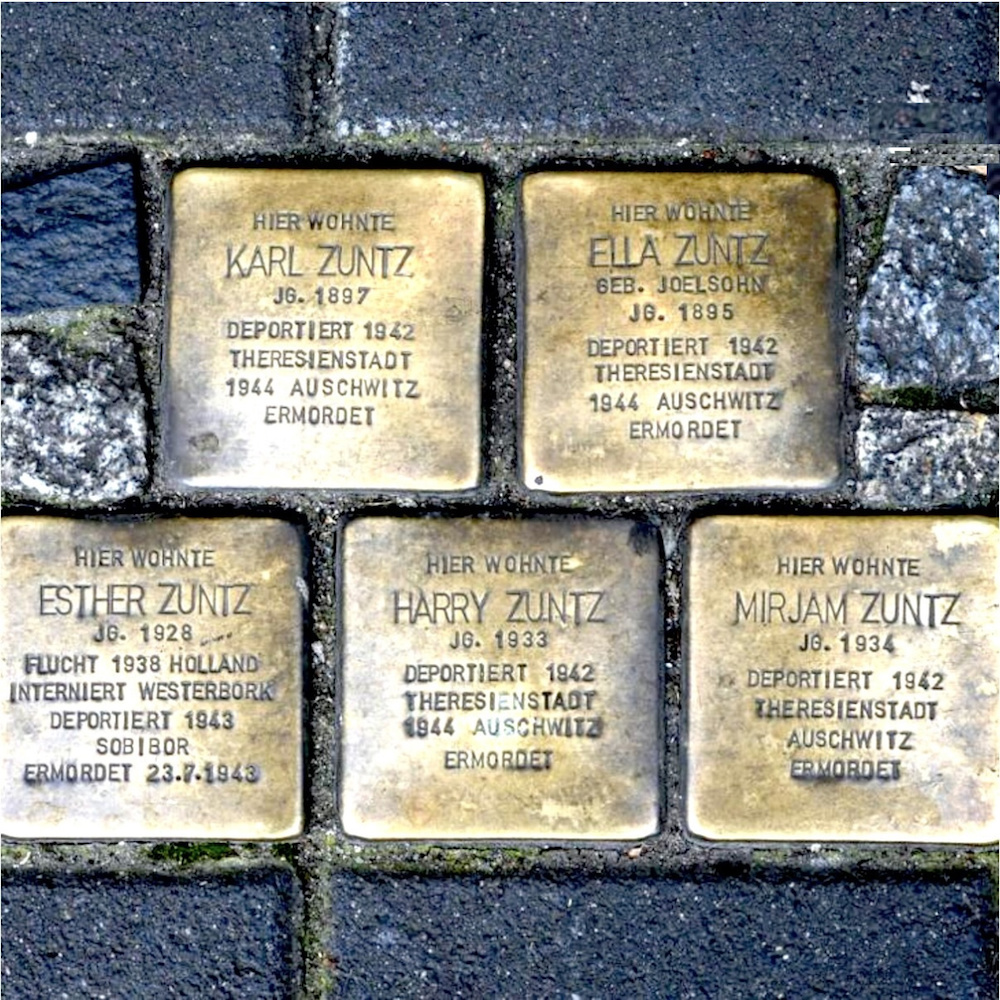 HIER WOHNTE
KARL ZUNTZ
JG. 1897
DEPORTIERT 1942
THERESIENSTADT
1944 AUSCHWITZ
ERMORDET
HIER WOHNTE
ELLA ZUNTZ
GEB. JOELSOHN
JG. 1895
DEPORTIERT 1942
THERESIENSTADT
1944 AUSCHWITZ
ERMORDET
HIER WOHNTE
ESTHER ZUNTZ
JG. 1928
FLUCHT 1938 HOLLAND
INTERNIERT WESTERBORK
DEPORTIERT 1943
SOBIBOR
ERMORDET 23.7.1943
HIER WOHNTE
HARRY ZUNTZ
JG. 1933
DEPORTIERT 1942
THERESIENSTADT
1944 AUSCHWITZ
ERMORDET
HIER WOHNTE
MIRJAM ZUNTZ
JG. 1934
DEPORTIERT 1942
THERESIENSTADT
AUSCHWITZ
ERMORDET